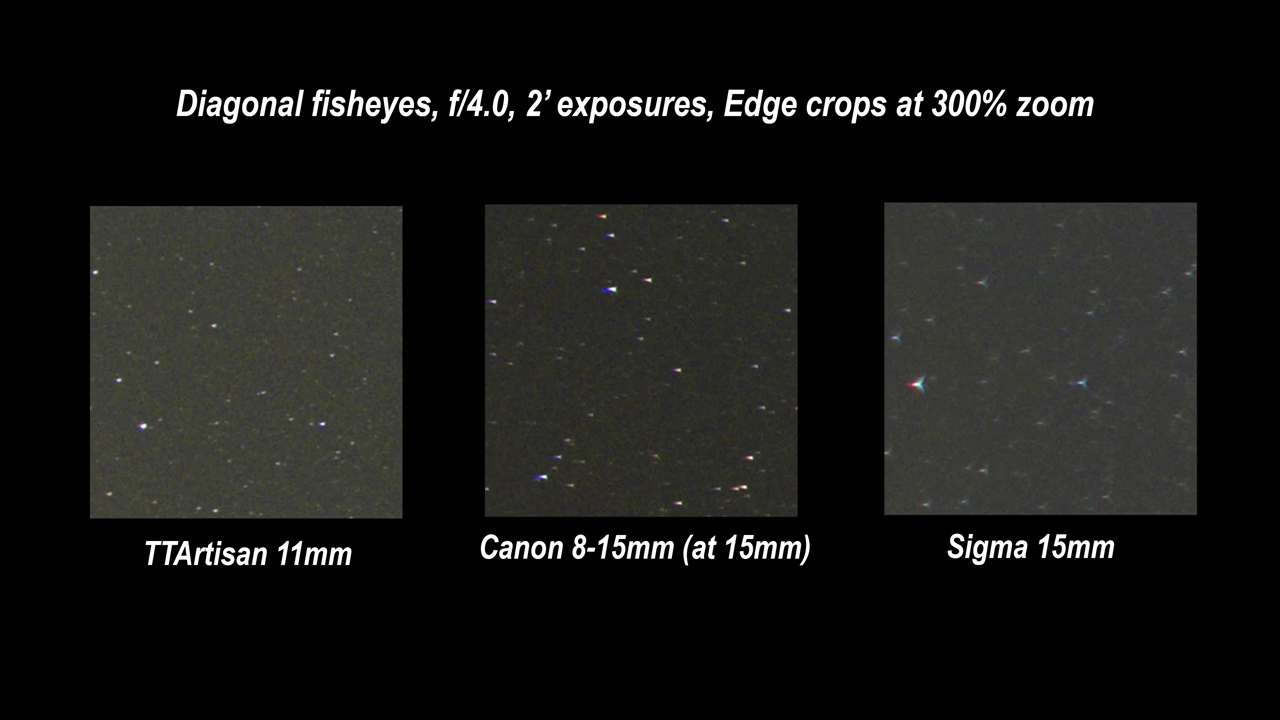 Diagonal fisheyes, f/4.0, 2’ exposures, Edge crops at 300% zoom
TTArtisan 11mm
Canon 8-15mm (at 15mm)
Sigma 15mm